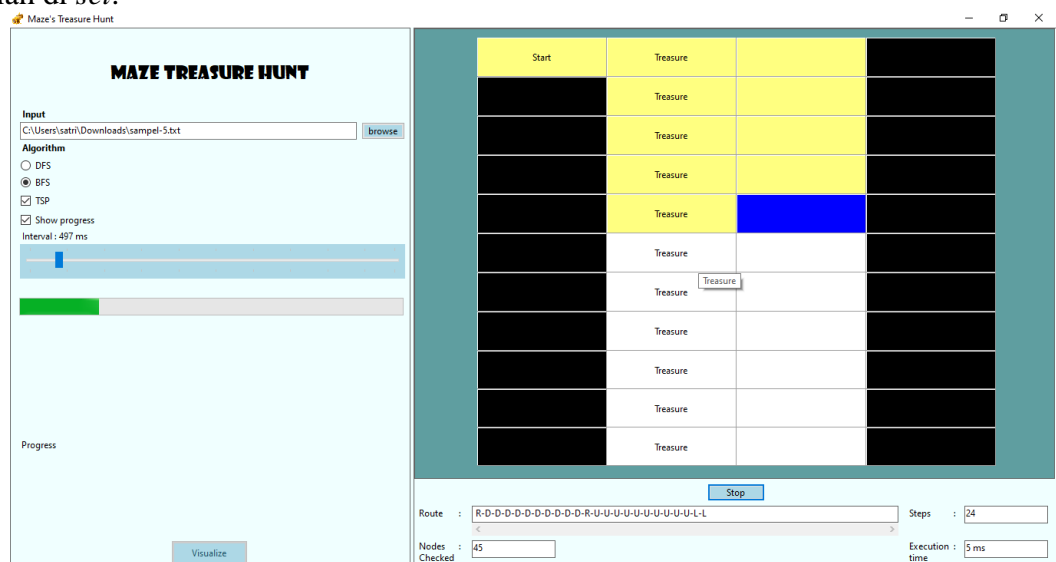 Maze's Treasure Hunt
MAZE TREASURE HUNT
Input
C:\Users\satri\Downloads\sampel-5.txt
browse
Algorithm
DFS
BFS
TSP
Show progress
Interval : 497 ms
Progress
Visualize
Start
Treasure
Treasure
Treasure
Treasure
Treasure
Treasure
Treasure
Treasure
Treasure
Treasure
Treasure
Treasure
Stop
Route : R-D-D-D-D-D-D-D-D-D-D-R-U-U-U-U-U-U-U-U-U-U-L-L
Steps : 24
Nodes Checked : 45
Execution time : 5 ms